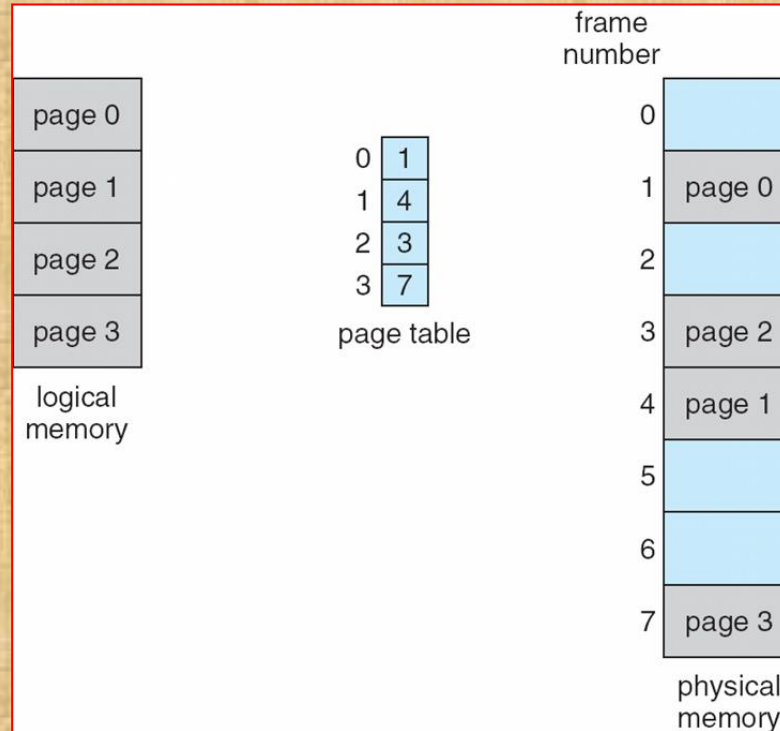 page 0
page 1
page 2
page 3
logical
memory
0 1
1 4
2 3
3 7
page table
frame
number
0
1 page 0
2
3 page 2
4 page 1
5
6
7 page 3
physical
memory